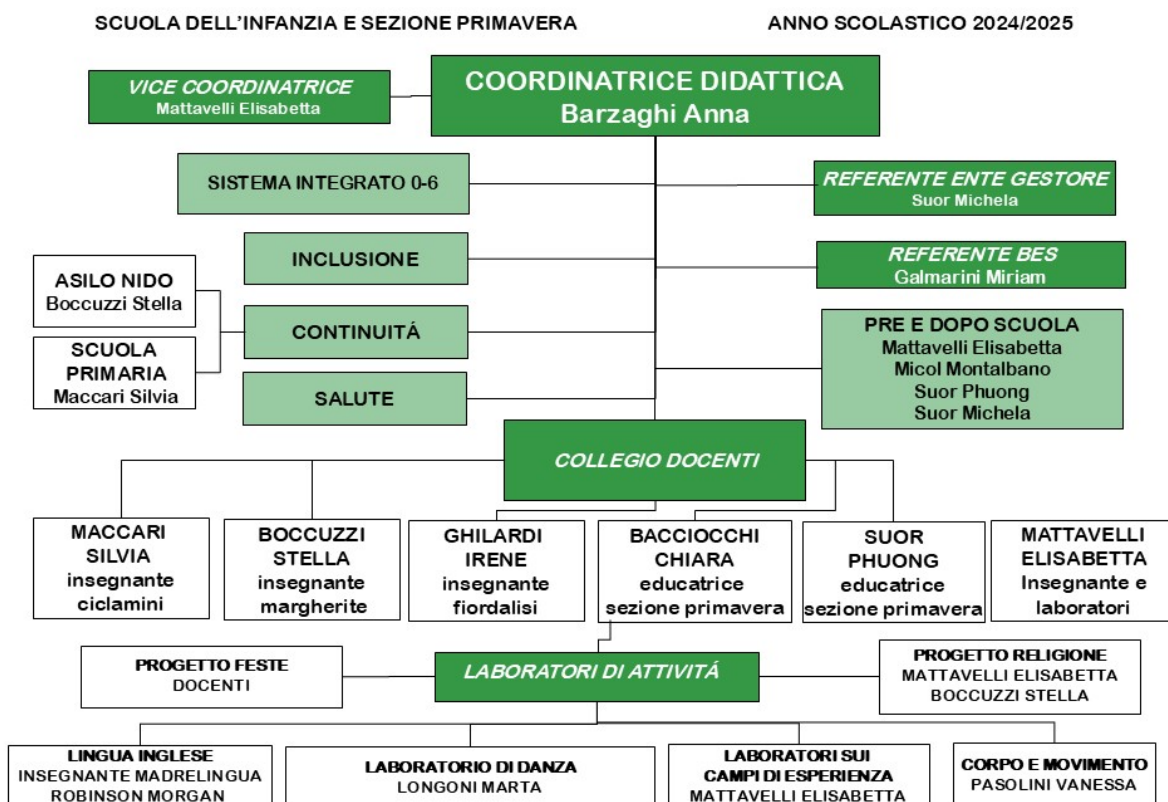 SCUOLA DELL'INFANZIA E SEZIONE PRIMAVERA
ANNO SCOLASTICO 2024/2025
VICE COORDINATRICE
Mattavelli Elisabetta
COORDINATRICE DIDATTICA
Barzaghi Anna
SISTEMA INTEGRATO 0-6
REFERENTE ENTE GESTORE
Suor Michela
INCLUSIONE
REFERENTE BES
Galmarini Miriam
ASILO NIDO
Boccuzzi Stella
CONTINUITÁ
SCUOLA
PRIMARIA
Maccari Silvia
SALUTE
PRE E DOPO SCUOLA
Mattavelli Elisabetta
Micol Montalbano
Suor Phuong
Suor Michela
COLLEGIO DOCENTI
MACCARI
SILVIA
insegnante
ciclamini
BOCCUZZI
STELLA
insegnante
margherite
GHILARDI
IRENE
insegnante
fiordalisi
BACCIOCCHI
CHIARA
educatrice
sezione primavera
SUOR
PHUONG
educatrice
sezione primavera
MATTAVELLI
ELISABETTA
Insegnante e
laboratori
PROGETTO FESTE
DOCENTI
LABORATORI DI ATTIVITÁ
PROGETTO RELIGIONE
MATTAVELLI ELISABETTA
BOCCUZZI STELLA
LINGUA INGLESE
INSEGNANTE MADRELINGUA
ROBINSON MORGAN
LABORATORIO DI DANZA
LONGONI MARTA
LABORATORI SUI
CAMPI DI ESPERIENZA
MATTAVELLI ELISABETTA
CORPO E MOVIMENTO
PASOLINI VANESSA